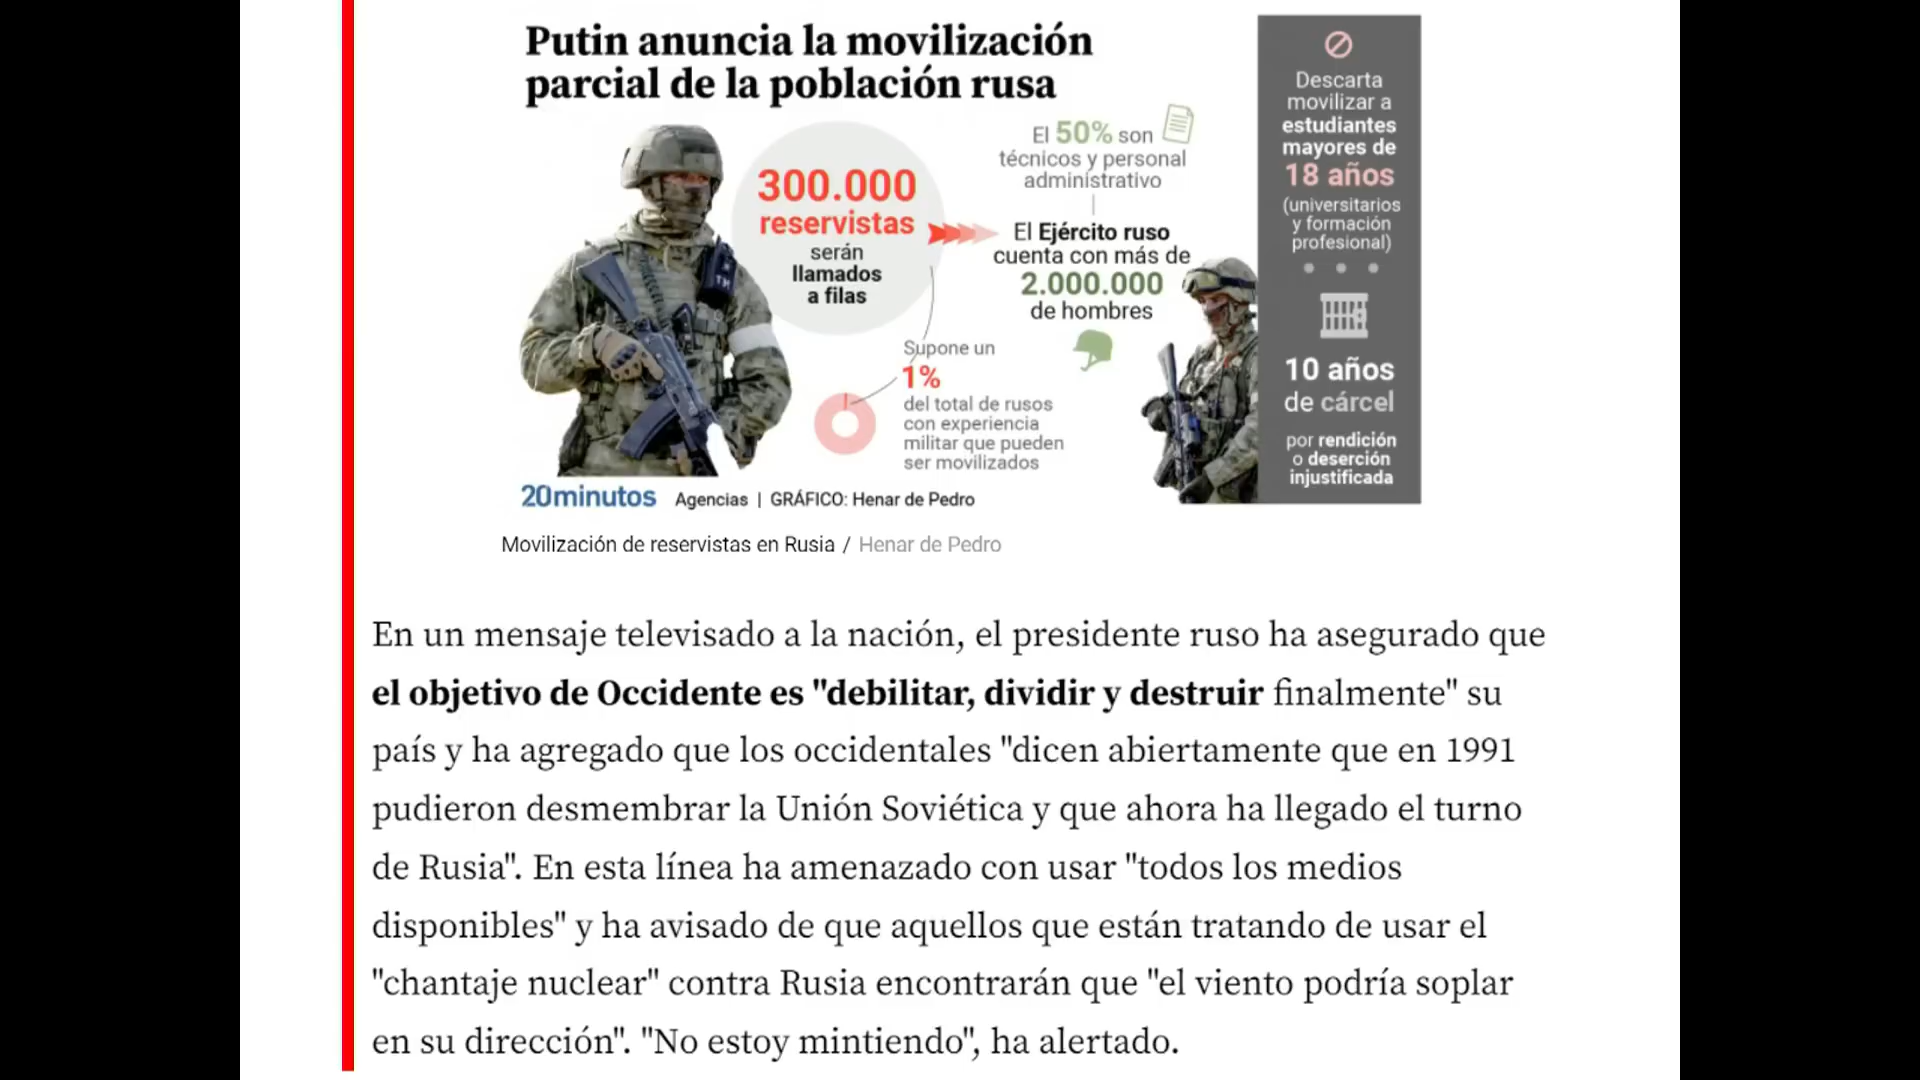 Putin anuncia la movilización
parcial de la población rusa
300.000
reservistas
serán
llamados
a filas
El 50% son
técnicos y personal
administrativo
El Ejército ruso
cuenta con más de
2.000.000
de hombres
Supone un
1%
del total de rusos
con experiencia
militar que pueden
ser movilizados
Descarta
movilizar a
estudiantes
mayores de
18 años
(universitarios
y formación
profesional)
10 años
de cárcel
por rendición
o deserción
injustificada
20minutos Agencias | GRÁFICO: Henar de Pedro
Movilización de reservistas en Rusia / Henar de Pedro
En un mensaje televisado a la nación, el presidente ruso ha asegurado que
el objetivo de Occidente es "debilitar, dividir y destruir finalmente" su
país y ha agregado que los occidentales "dicen abiertamente que en 1991
pudieron desmembrar la Unión Soviética y que ahora ha llegado el turno
de Rusia". En esta línea ha amenazado con usar "todos los medios
disponibles" y ha avisado de que aquellos que están tratando de usar el
"chantaje nuclear" contra Rusia encontrarán que "el viento podría soplar
en su dirección". "No estoy mintiendo", ha alertado.